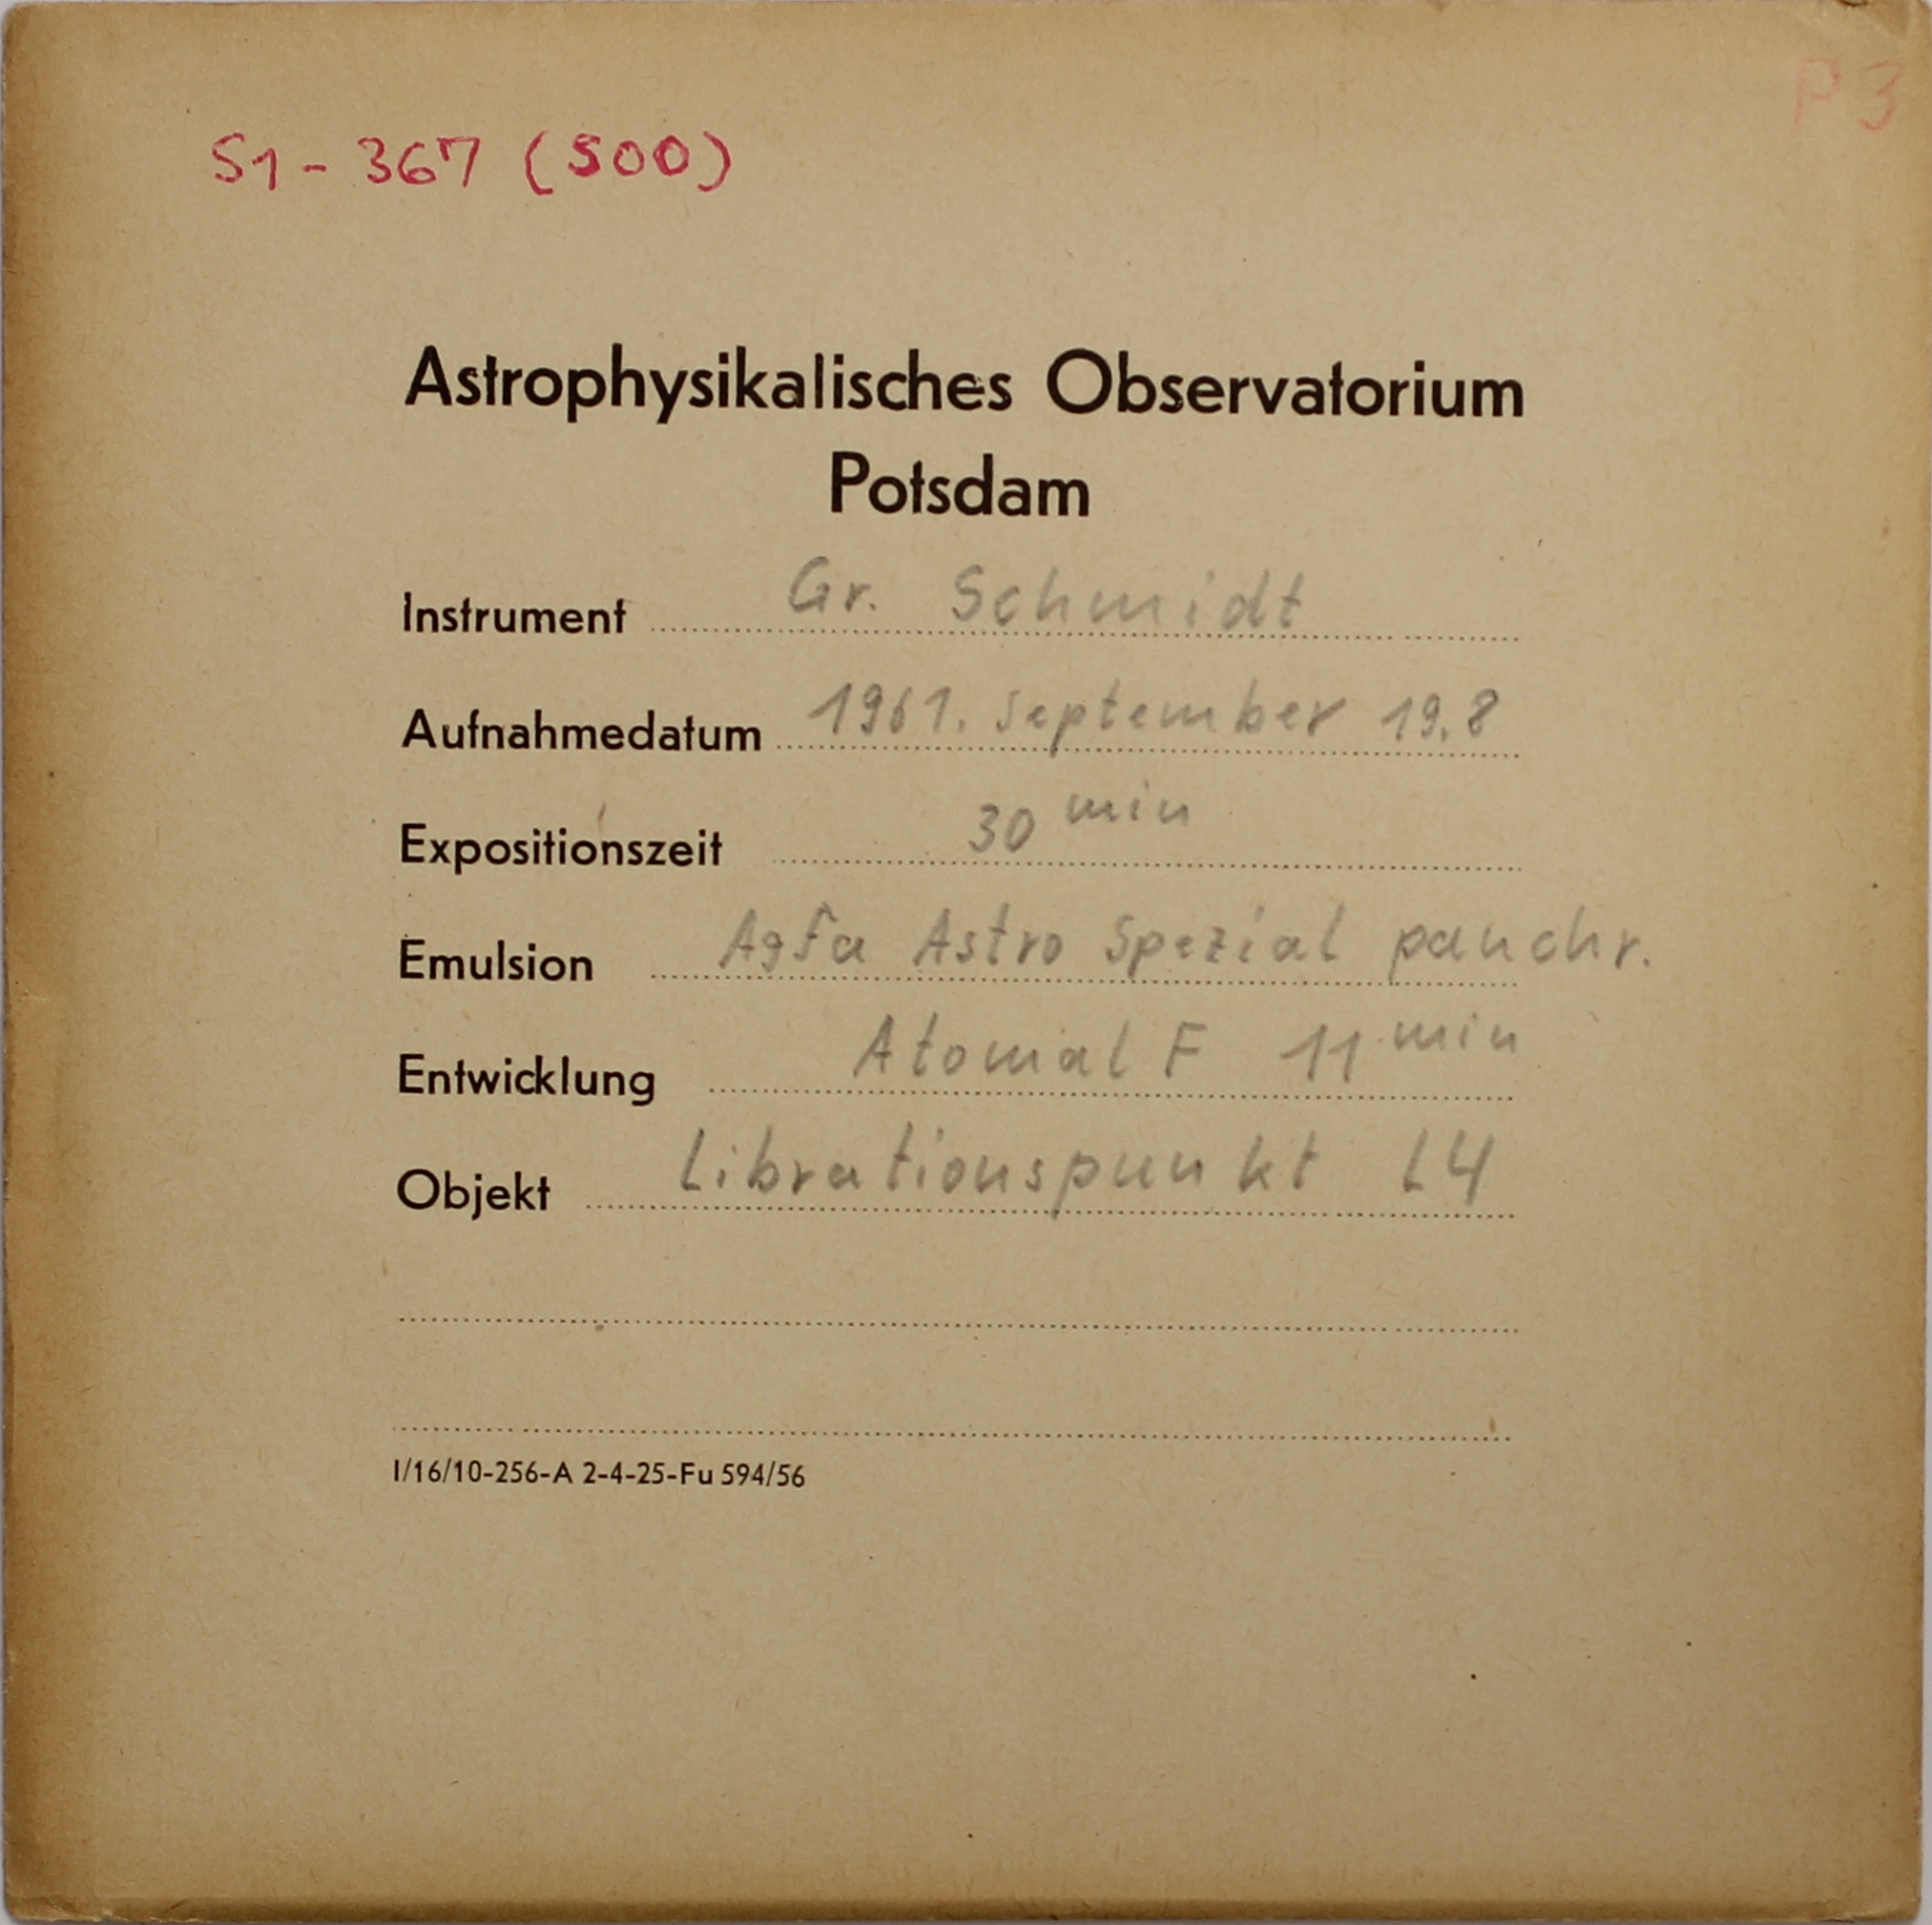 P 3
S1 - 367 (500)
Astrophysikalisches Observatorium
Potsdam
Instrument Gr. Schmidt
Aufnahmedatum 1961. September 19.8
Expositionszeit 30 min
Emulsion Agfa Astro Spezial panchr.
Entwicklung Atomal F 11 min
Objekt Librationspunkt L4
I/16/10-256-A 2-4-25-Fu 594/56